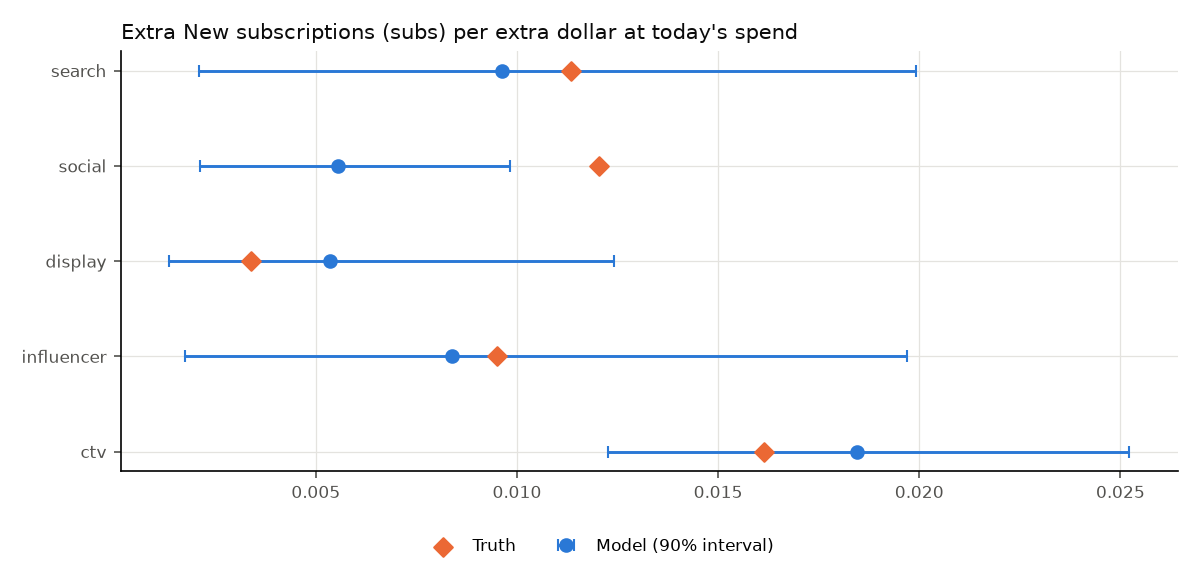 Extra New subscriptions (subs) per extra dollar at today's spend
search
social
display
influencer
ctv
0.005 0.010 0.015 0.020 0.025
Truth Model (90% interval)